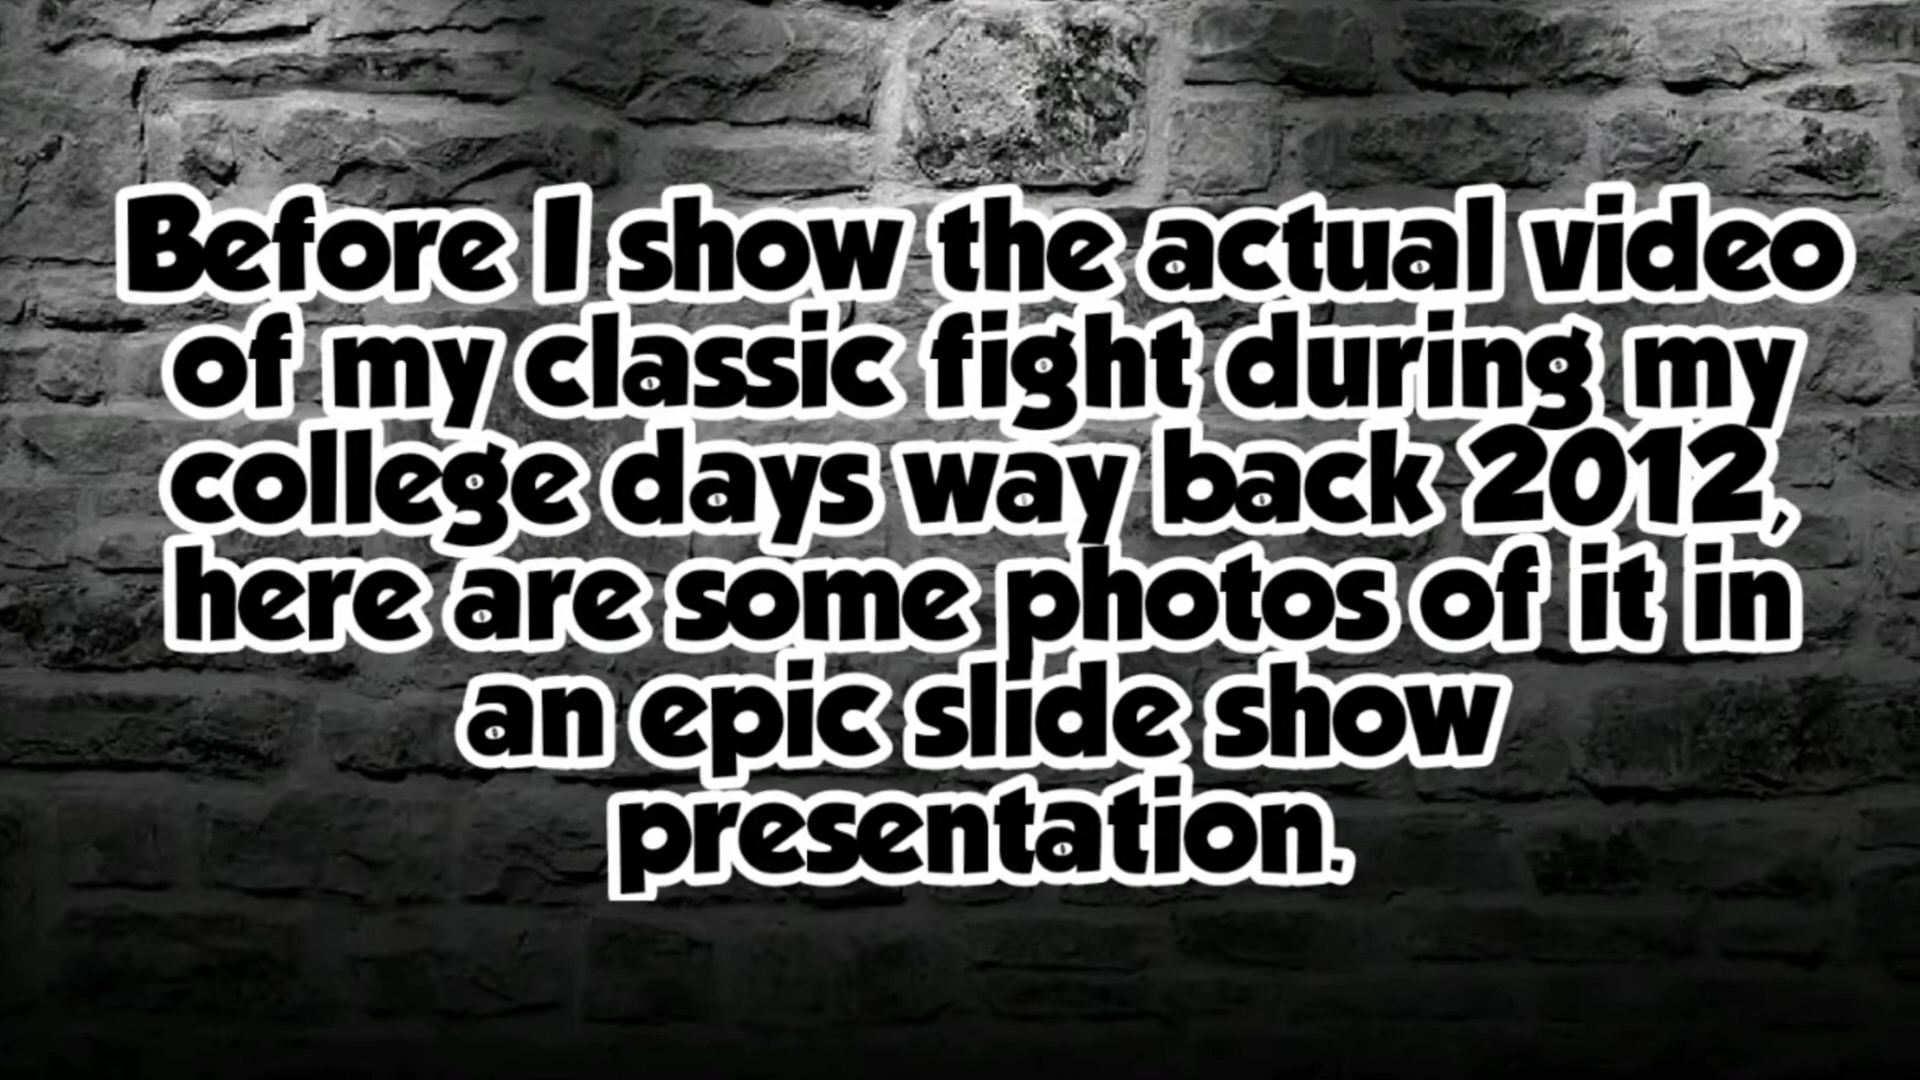 Before I show the actual video
of my classic fight during my
college days way back 2012,
here are some photos of it in
an epic slide show
presentation.